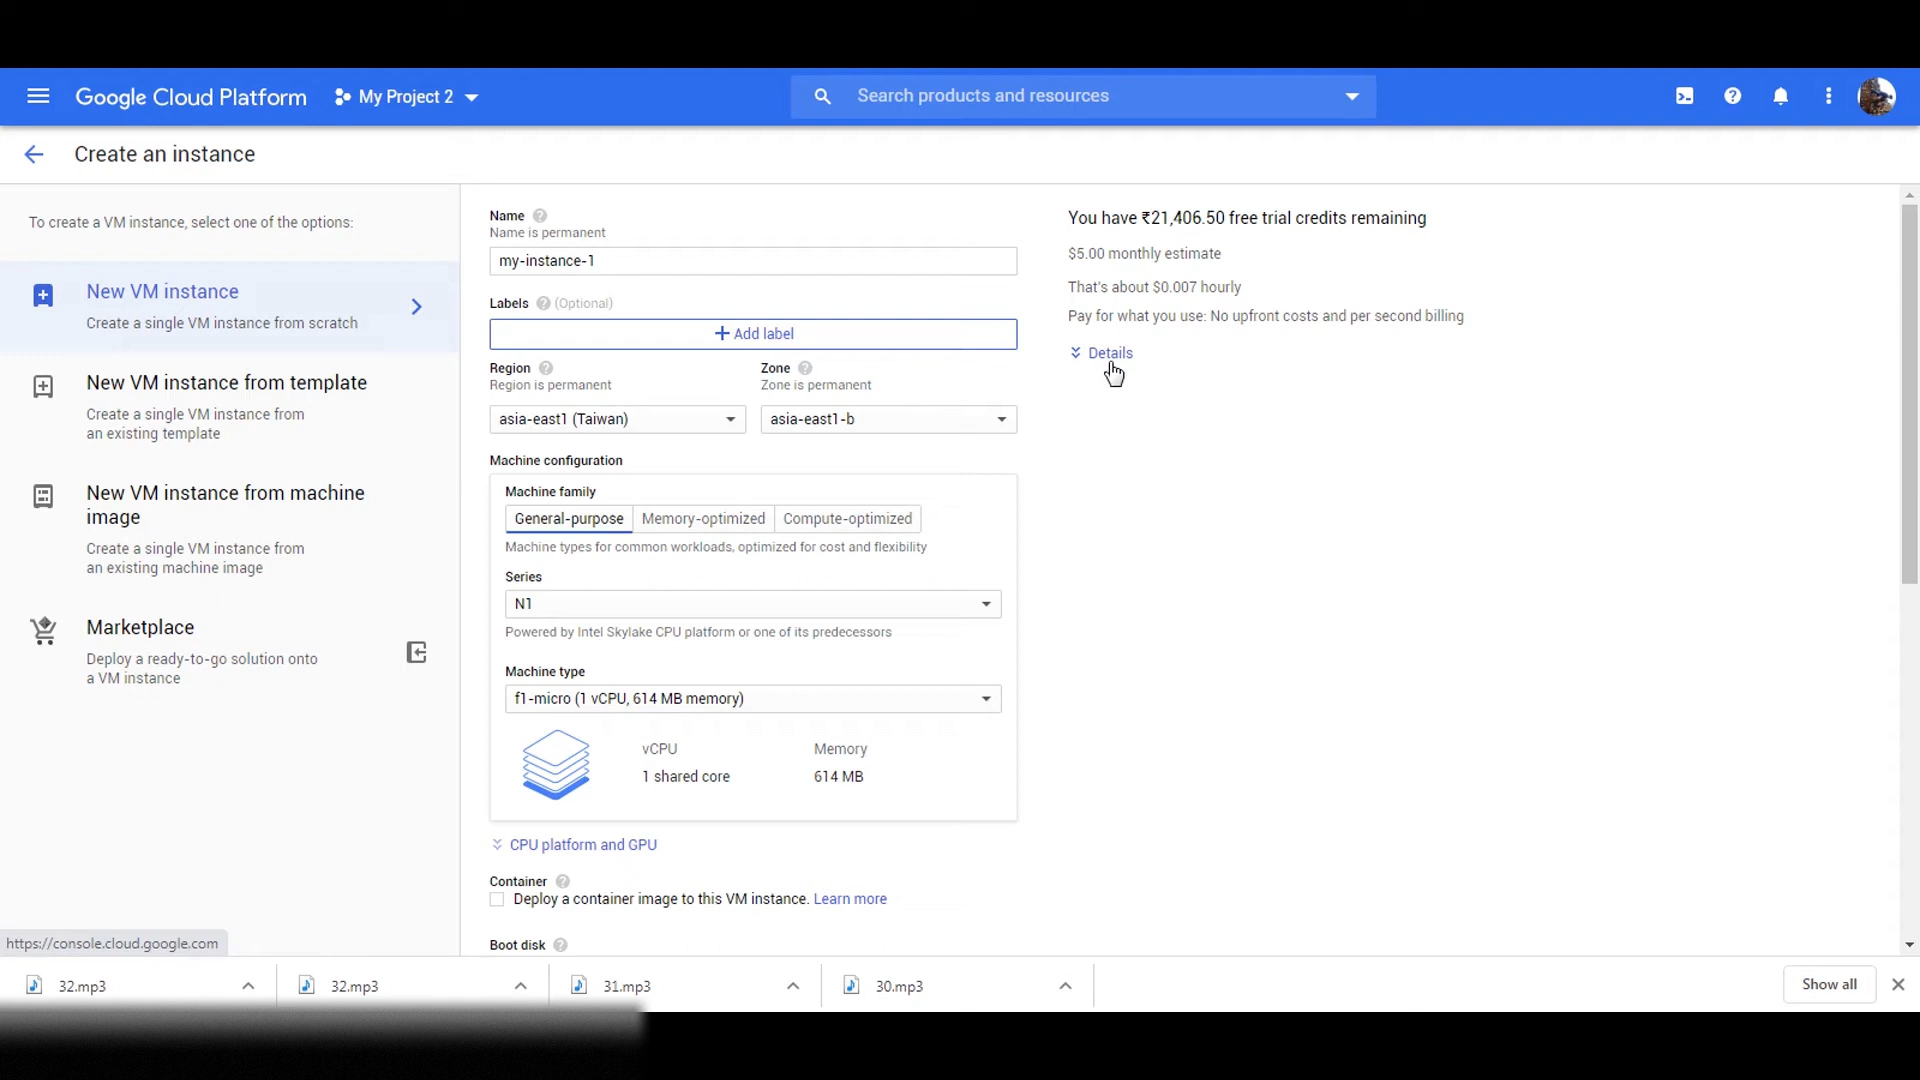 Google Cloud Platform
My Project 2
Search products and resources
Create an instance
To create a VM instance, select one of the options:
New VM instance
Create a single VM instance from scratch
New VM instance from template
Create a single VM instance from
an existing template
New VM instance from machine
image
Create a single VM instance from
an existing machine image
Marketplace
Deploy a ready-to-go solution onto
a VM instance
Name
Name is permanent
my-instance-1
Labels (Optional)
+ Add label
Region
Region is permanent
asia-east1 (Taiwan)
Zone
Zone is permanent
asia-east1-b
Machine configuration
Machine family
General-purpose
Memory-optimized
Compute-optimized
Machine types for common workloads, optimized for cost and flexibility
Series
N1
Powered by Intel Skylake CPU platform or one of its predecessors
Machine type
f1-micro (1 vCPU, 614 MB memory)
vCPU
Memory
1 shared core
614 MB
CPU platform and GPU
Container
Deploy a container image to this VM instance. Learn more
Boot disk
You have ₹21,406.50 free trial credits remaining
$5.00 monthly estimate
That's about $0.007 hourly
Pay for what you use: No upfront costs and per second billing
Details
https://console.cloud.google.com
32.mp3
32.mp3
31.mp3
30.mp3
Show all